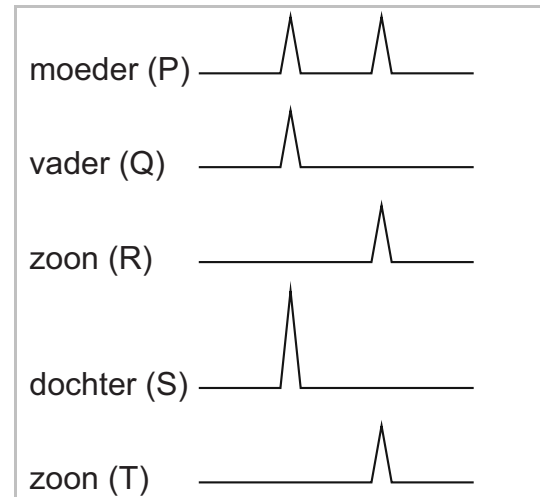 moeder (P)
vader (Q)
zoon (R)
dochter (S)
zoon (T)